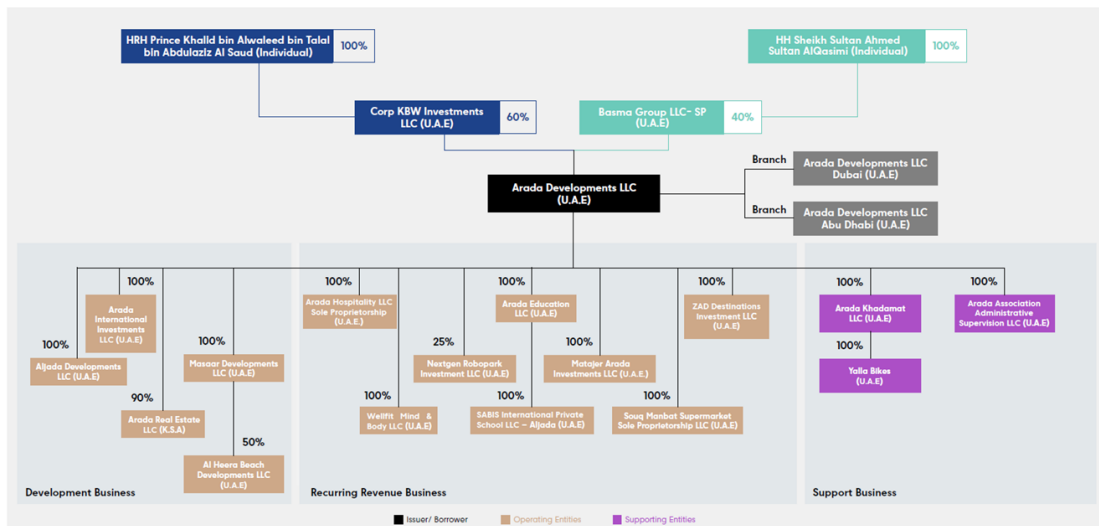 HRH Prince Khalld bin Alwaleed bin Talal
bIn Abdulaziz Al Saud (Individual)
100%
HH Sheikh Sultan Ahmed
Sultan AlQasimi (Individual)
100%
Corp KBW Investments
LLC (U.A.E)
60%
Basma Group LLC- SP
(U.A.E)
40%
Arada Developments LLC
(U.A.E)
Branch
Arada Developments LLC
Dubai (U.A.E)
Branch
Arada Developments LLC
Abu Dhabi (U.A.E)
100%
Arada
International
Investments
LLC (U.A.E)
100%
Aljada Developments
LLC (U.A.E)
100%
Masaar Developments
LLC (U.A.E)
90%
Arada Real Estate
LLC (K.S.A)
50%
Al Heera Beach
Developments LLC
(U.A.E)
Development Business
100%
Arada Hospitality LLC
Sole Proprietorship
(U.A.E.)
100%
Arada Education
LLC (U.A.E)
100%
ZAD Destinations
Investment LLC
(U.A.E)
25%
Nextgen Robopark
Investment LLC (U.A.E)
100%
Matajer Arada
Investments LLC (U.A.E.)
100%
Wellfit Mind &
Body LLC (U.A.E)
100%
SABIS International Private
School LLC – Aljada (U.A.E)
100%
Souq Manbat Supermarket
Sole Proprietorship LLC (U.A.E)
Recurring Revenue Business
100%
Arada Khadamat
LLC (U.A.E)
100%
Arada Association
Administrative
Supervision LLC (U.A.E)
100%
Yalla Bikes
(U.A.E)
Support Business
Issuer/ Borrower
Operating Entities
Supporting Entities